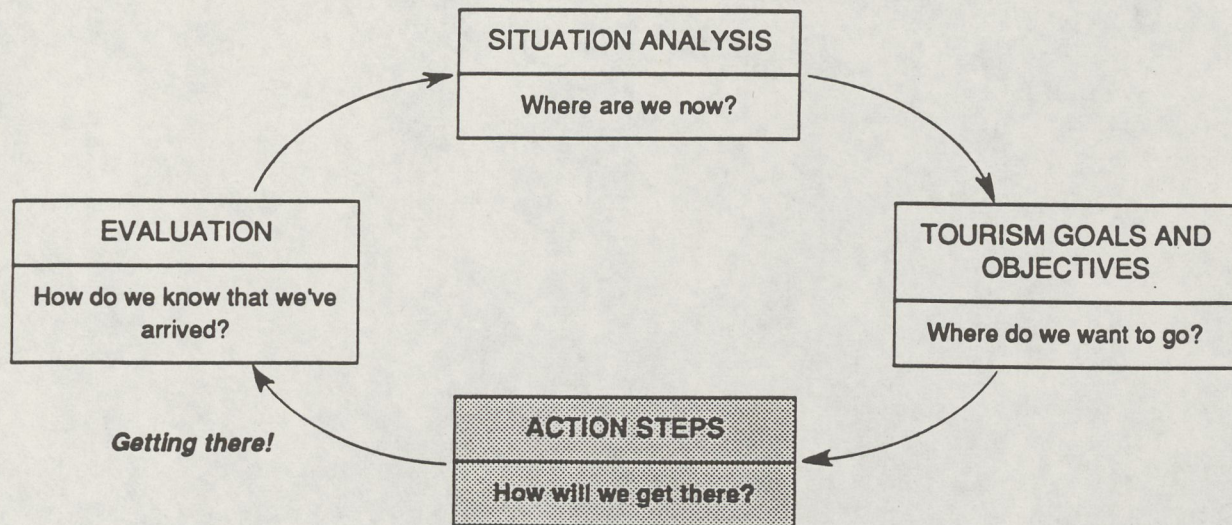 SITUATION ANALYSIS
Where are we now?
TOURISM GOALS AND
OBJECTIVES
Where do we want to go?
ACTION STEPS
How will we get there?
Getting there!
EVALUATION
How do we know that we've
arrived?